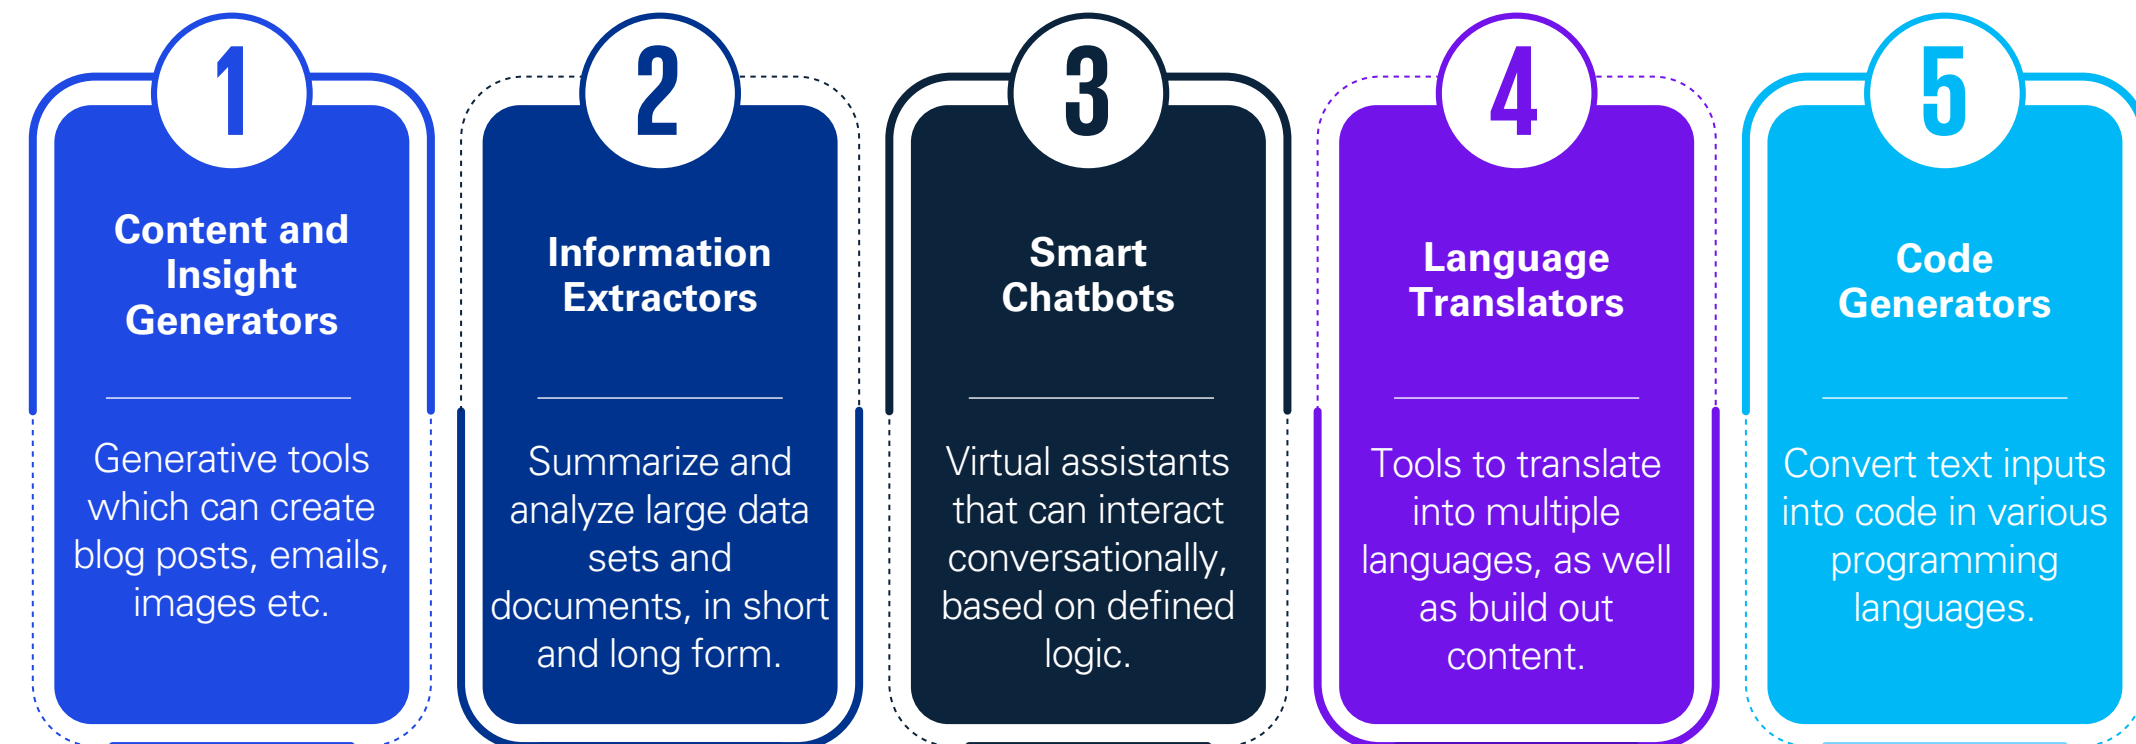 1
Content and
Insight
Generators
Generative tools
which can create
blog posts, emails,
images etc.
2
Information
Extractors
Summarize and
analyze large data
sets and
documents, in short
and long form.
3
Smart
Chatbots
Virtual assistants
that can interact
conversationally,
based on defined
logic.
4
Language
Translators
Tools to translate
into multiple
languages, as well
as build out
content.
5
Code
Generators
Convert text inputs
into code in various
programming
languages.